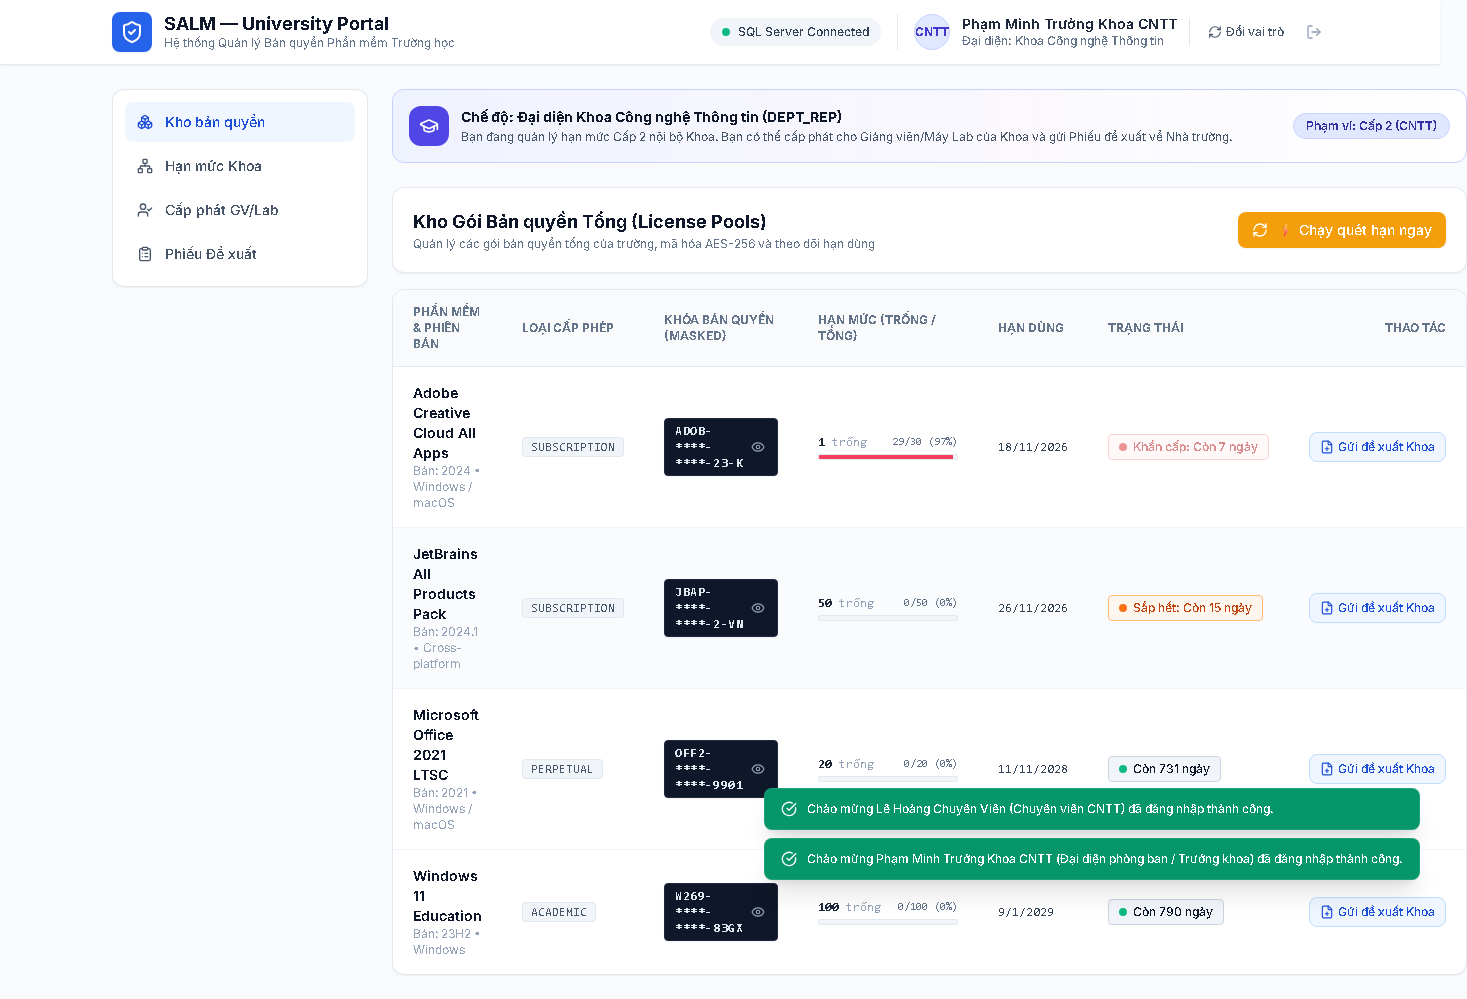 SALM — University Portal
Hệ thống Quản lý Bản quyền Phần mềm Trường học
SQL Server Connected
CNTT
Phạm Minh Trưởng Khoa CNTT
Đại diện: Khoa Công nghệ Thông tin
Đổi vai trò
Kho bản quyền
Hạn mức Khoa
Cấp phát GV/Lab
Phiếu Đề xuất
Chế độ: Đại diện Khoa Công nghệ Thông tin (DEPT_REP)
Bạn đang quản lý hạn mức Cấp 2 nội bộ Khoa. Bạn có thể cấp phát cho Giảng viên/Máy Lab của Khoa và gửi Phiếu đề xuất về Nhà trường.
Phạm vi: Cấp 2 (CNTT)
Kho Gói Bản quyền Tổng (License Pools)
Quản lý các gói bản quyền tổng của trường, mã hóa AES-256 và theo dõi hạn dùng
Chạy quét hạn ngay
PHẦN MỀM
& PHIÊN
BẢN
LOẠI CẤP PHÉP
KHÓA BẢN QUYỀN
(MASKED)
HẠN MỨC (TRỐNG /
TỔNG)
HẠN DÙNG
TRẠNG THÁI
THAO TÁC
Adobe
Creative
Cloud All
Apps
Bản: 2024 •
Windows /
macOS
SUBSCRIPTION
ADOB-
****-
****-23-K
1 trống
29/30 (97%)
18/11/2026
Khẩn cấp: Còn 7 ngày
Gửi đề xuất Khoa
JetBrains
All
Products
Pack
Bản: 2024.1
• Cross-
platform
SUBSCRIPTION
JBAP-
****-
****-2-VN
50 trống
0/50 (0%)
26/11/2026
Sắp hết: Còn 15 ngày
Gửi đề xuất Khoa
Microsoft
Office
2021
LTSC
Bản: 2021 •
Windows /
macOS
PERPETUAL
OFF2-
****-
****-9901
20 trống
0/20 (0%)
11/11/2028
Còn 731 ngày
Gửi đề xuất Khoa
Chào mừng Lê Hoàng Chuyên Viên (Chuyên viên CNTT) đã đăng nhập thành công.
Chào mừng Phạm Minh Trưởng Khoa CNTT (Đại diện phòng ban / Trưởng khoa) đã đăng nhập thành công.
Windows
11
Education
Bản: 23H2 •
Windows
ACADEMIC
W269-
****-
****-83GX
100 trống
0/100 (0%)
9/1/2029
Còn 790 ngày
Gửi đề xuất Khoa